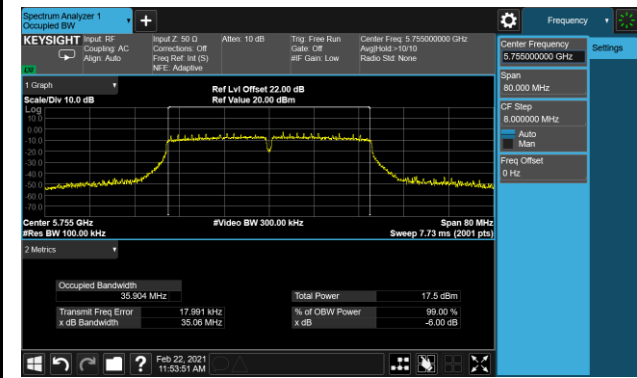 Spectrum Analyzer 1
Occupied BW
Frequency
KEYSIGHT
Input: RF
Coupling: AC
Align: Auto
Input Z: 50 Ω
Corrections: Off
Freq Ref: Int (S)
NFE: Adaptive
Atten: 10 dB
Trig: Free Run
Gate: Off
#IF Gain: Low
Center Freq: 5.755000000 GHz
Avg|Hold:>10/10
Radio Std: None
Center Frequency
5.755000000 GHz
Settings
Span
80.000 MHz
CF Step
8.000000 MHz
Auto
Man
Freq Offset
0 Hz
1 Graph
Scale/Div 10.0 dB
Ref Lvl Offset 22.00 dB
Ref Value 20.00 dBm
Log
10.0
0.00
-10.0
-20.0
-30.0
-40.0
-50.0
-60.0
-70.0
Center 5.755 GHz
#Res BW 100.00 kHz
#Video BW 300.00 kHz
Span 80 MHz
Sweep 7.73 ms (2001 pts)
2 Metrics
Occupied Bandwidth
35.904 MHz
Total Power 17.5 dBm
Transmit Freq Error 17.991 kHz
% of OBW Power 99.00 %
x dB Bandwidth 35.06 MHz
x dB -6.00 dB
?
Feb 22, 2021
11:53:51 AM